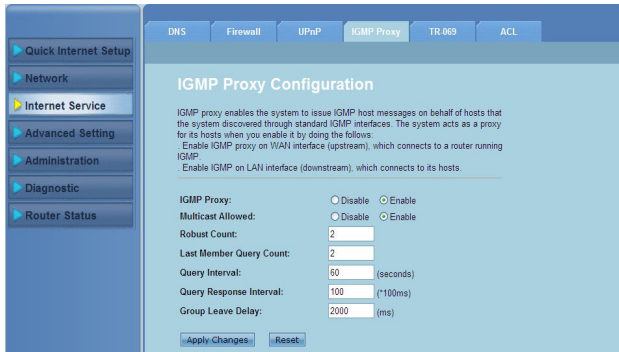 DNS Firewall UPnP IGMP Proxy TR-069 ACL
Quick Internet Setup
Network
Internet Service
Advanced Setting
Administration
Diagnostic
Router Status
IGMP Proxy Configuration
IGMP proxy enables the system to issue IGMP host messages on behalf of hosts that
the system discovered through standard IGMP interfaces. The system acts as a proxy
for its hosts when you enable it by doing the follows:
. Enable IGMP proxy on WAN interface (upstream), which connects to a router running
IGMP.
. Enable IGMP on LAN interface (downstream), which connects to its hosts.
IGMP Proxy: Disable Enable
Multicast Allowed: Disable Enable
Robust Count: 2
Last Member Query Count: 2
Query Interval: 60 (seconds)
Query Response Interval: 100 (*100ms)
Group Leave Delay: 2000 (ms)
Apply Changes Reset